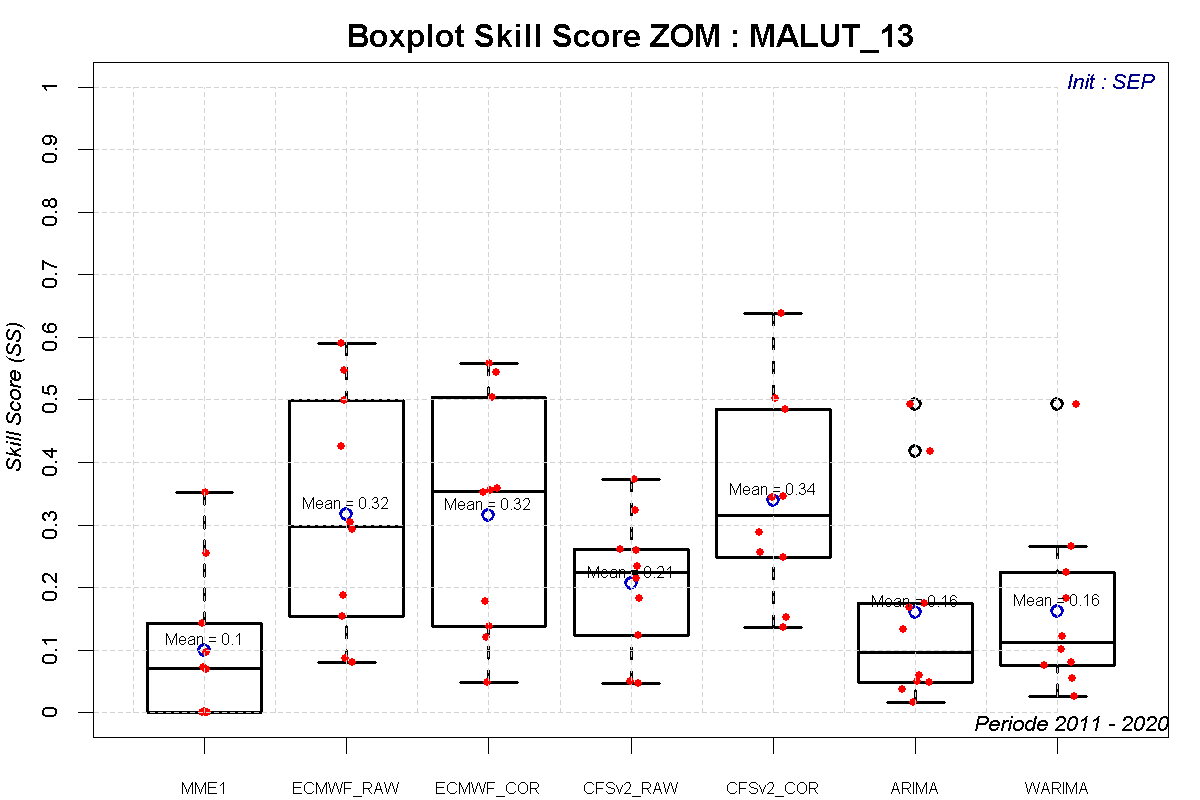 Boxplot Skill Score ZOM : MALUT_13
Init : SEP
Skill Score (SS)
1
0.9
0.8
0.7
0.6
0.5
0.4
0.3
0.2
0.1
0
Mean = 0.1
Mean = 0.32
Mean = 0.32
Mean = 0.21
Mean = 0.34
Mean = 0.16
Mean = 0.16
Periode 2011 - 2020
MME1
ECMWF_RAW
ECMWF_COR
CFSv2_RAW
CFSv2_COR
ARIMA
WARIMA